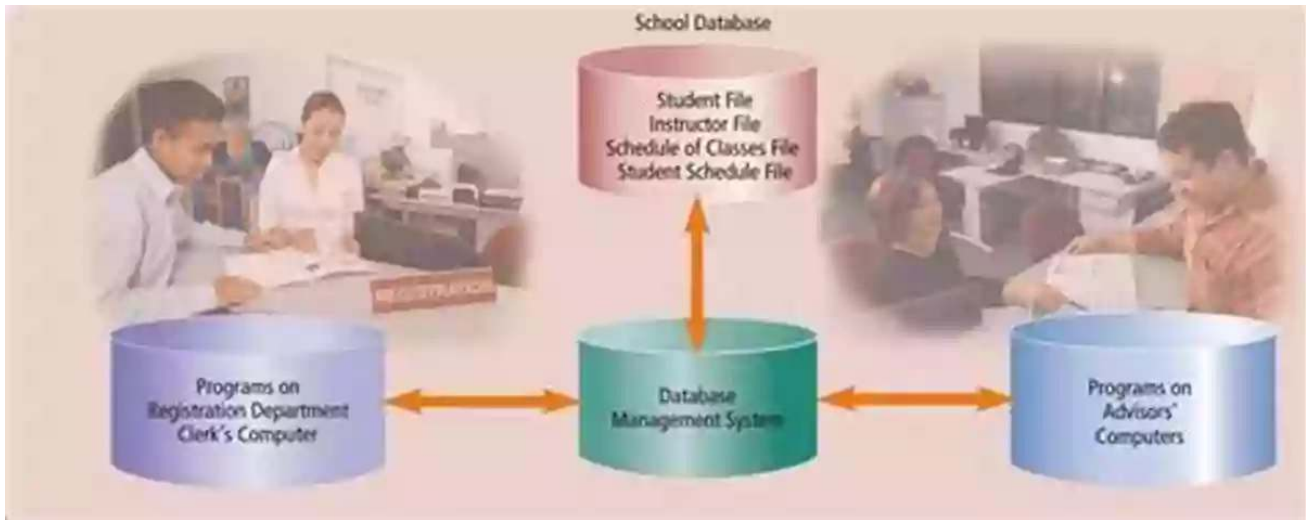 School Database
Student File
Instructor File
Schedule of Classes File
Student Schedule File
REGISTRATION
Programs on
Registration Department
Clerk's Computer
Database
Management System
Programs on
Advisors'
Computers